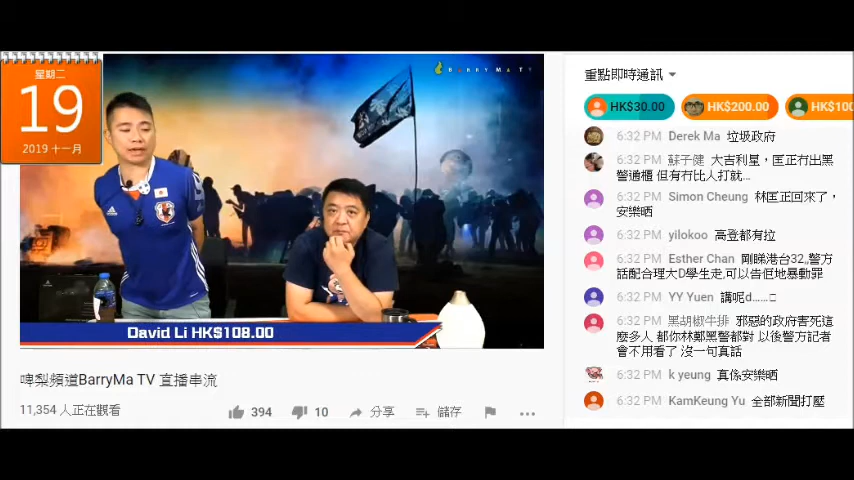 星期二
19
2019 十一月
BARRY MA TV
David Li HK$108.00
啤梨頻道BarryMa TV 直播串流
11,354 人正在觀看
394
10
分享
儲存
重點即時通訊
HK$30.00
HK$200.00
HK$100
6:32 PM Derek Ma 垃圾政府
6:32 PM 蘇子健 大吉利是，匡正冇出黑
警通櫃 但有冇比人打就...
6:32 PM Simon Cheung 林匡正回來了，
安樂晒
6:32 PM yilokoo 高登都有拉
6:32 PM Esther Chan 剛睇港台32,,警方
話配合理大D學生走,可以告佢地暴動罪
6:32 PM YY Yuen 講呢d......
6:32 PM 黑胡椒牛排 邪惡的政府害死這
麼多人 都你林鄭黑警都對 以後警方記者
會不用看了 沒一句真話
6:32 PM k yeung 真係安樂晒
6:32 PM KamKeung Yu 全部新聞打壓